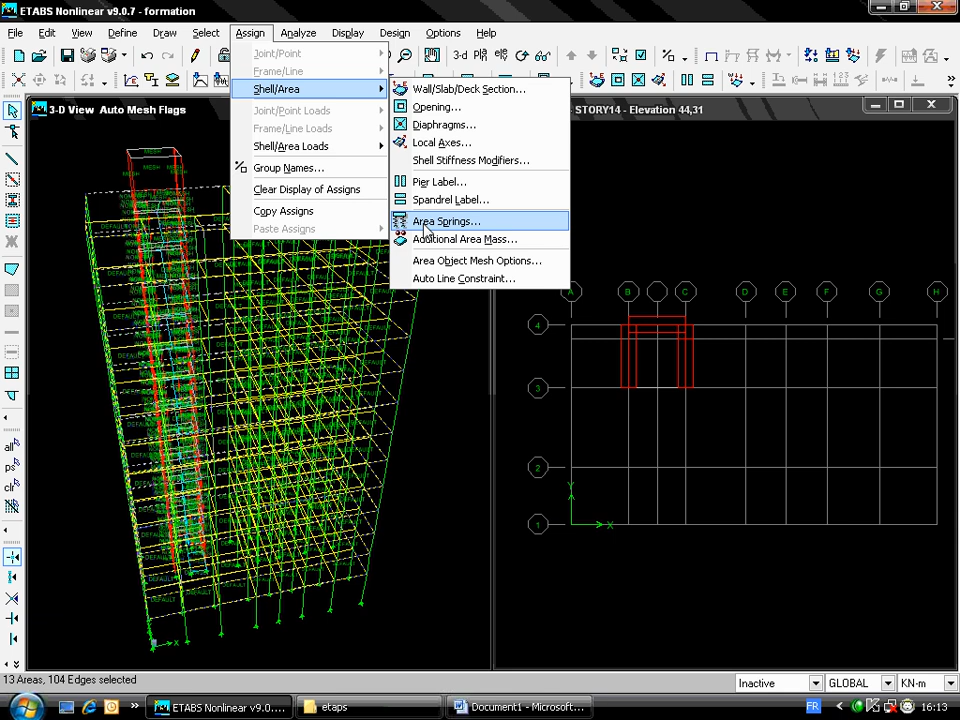 ETABS Nonlinear v9.0.7 - formation
File Edit View Define Draw Select Assign Analyze Display Design Options Help
3-d
Joint/Point
Frame/Line
Shell/Area
Joint/Point Loads
Frame/Line Loads
Shell/Area Loads
Group Names...
Clear Display of Assigns
Copy Assigns
Paste Assigns
Wall/Slab/Deck Section...
Opening...
Diaphragms...
Local Axes...
Shell Stiffness Modifiers...
Pier Label...
Spandrel Label...
Area Springs...
Additional Area Mass...
Area Object Mesh Options...
Auto Line Constraint...
3-D View Auto Mesh Flags
STORY14 - Elevation 44,31
A B C D E F G H
4
3
2
1
Y
X
X
all
ps
clr
13 Areas, 104 Edges selected
Inactive
GLOBAL
KN-m
ETABS Nonlinear v9.0....
etaps
Document1 - Microsoft...
FR
16:13